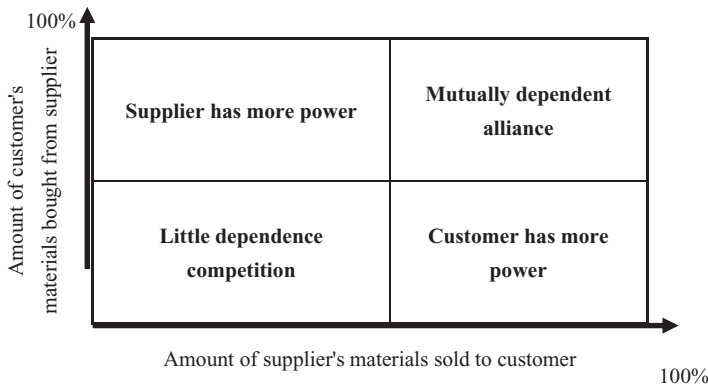 100%
Amount of customer's
materials bought from supplier
Supplier has more power
Mutually dependent
alliance
Little dependence
competition
Customer has more
power
Amount of supplier's materials sold to customer
100%